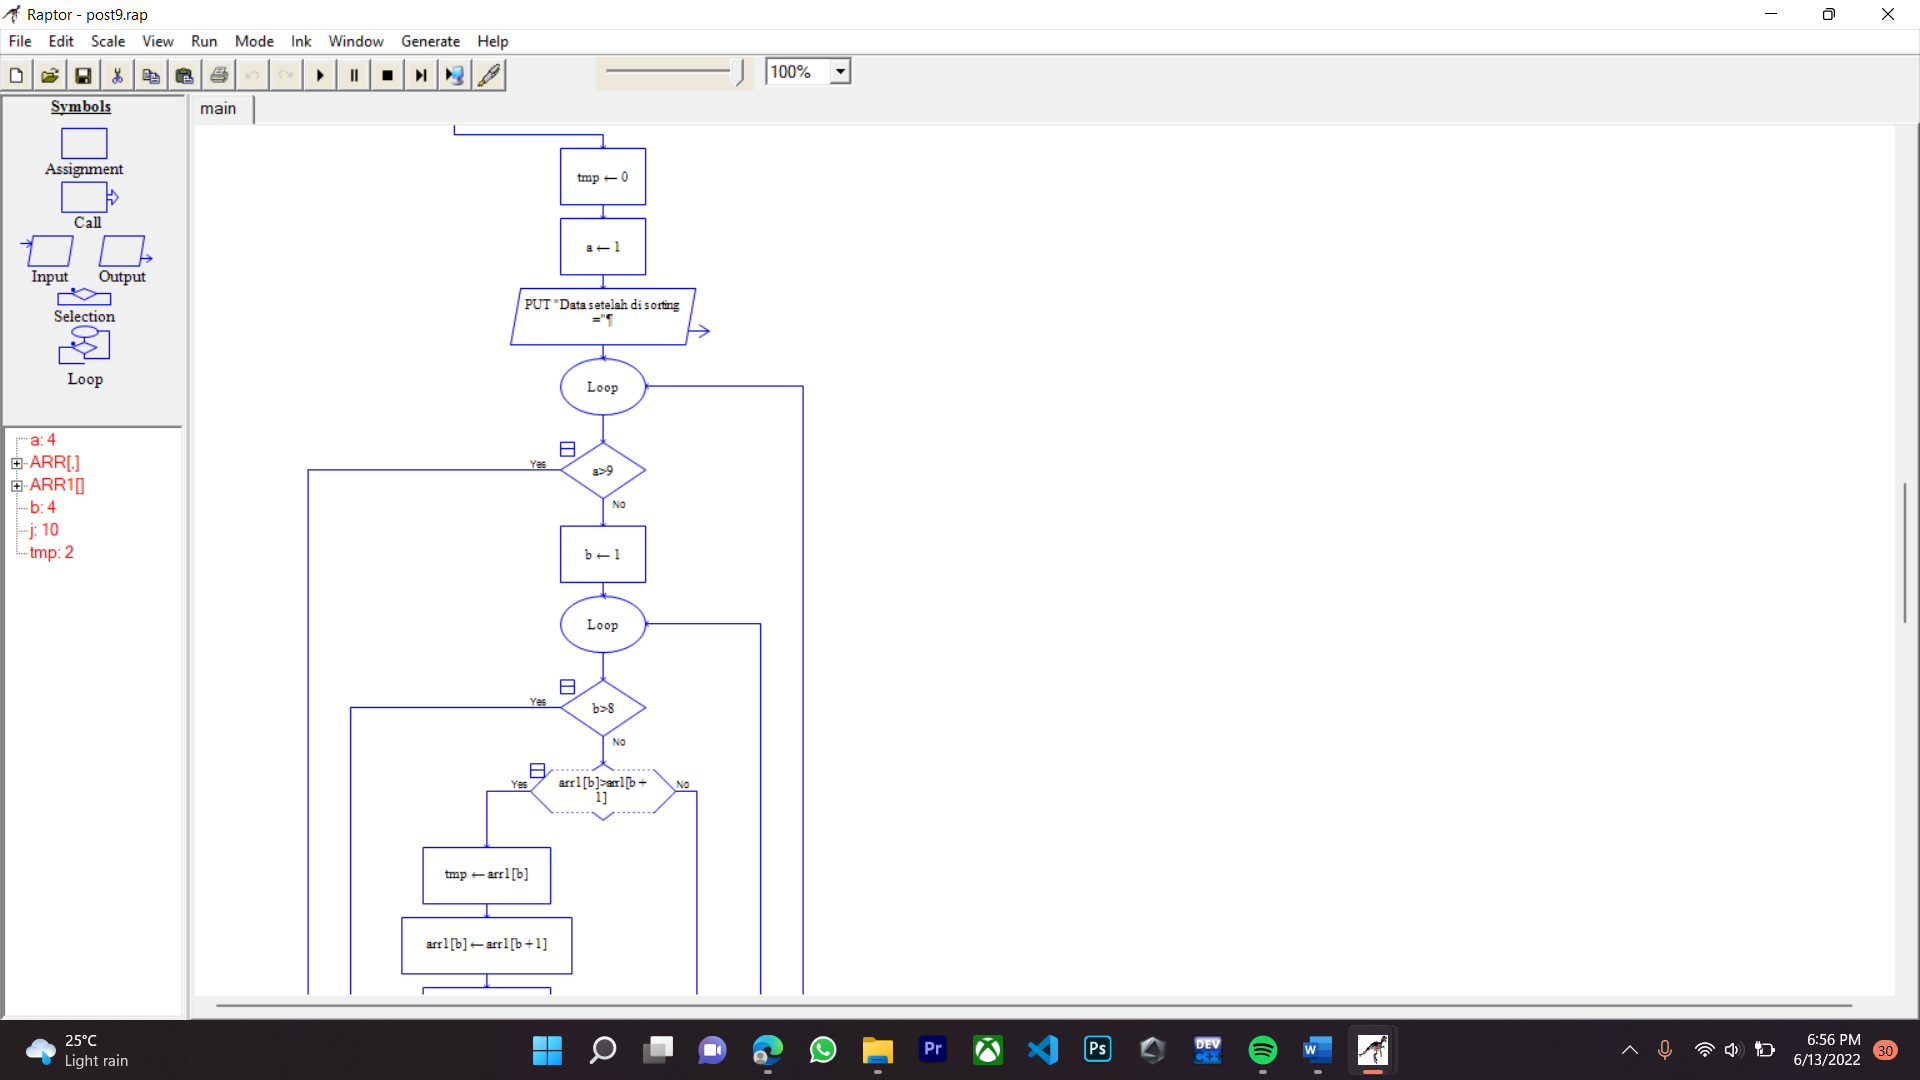 Raptor - post9.rap
File Edit Scale View Run Mode Ink Window Generate Help
100%
Symbols
Assignment
Call
Input Output
Selection
Loop
a: 4
ARR[,]
ARR1[]
b: 4
j: 10
tmp: 2
main
tmp ← 0
a ← 1
PUT "Data setelah di sorting
="¶
Loop
Yes
a>9
No
b ← 1
Loop
Yes
b>8
No
Yes
arr1[b]>arr1[b +
1]
No
tmp ← arr1[b]
arr1[b] ← arr1[b+1]
25°C
Light rain
Pr
Ps
DEV
C++
W
6:56 PM
6/13/2022
30